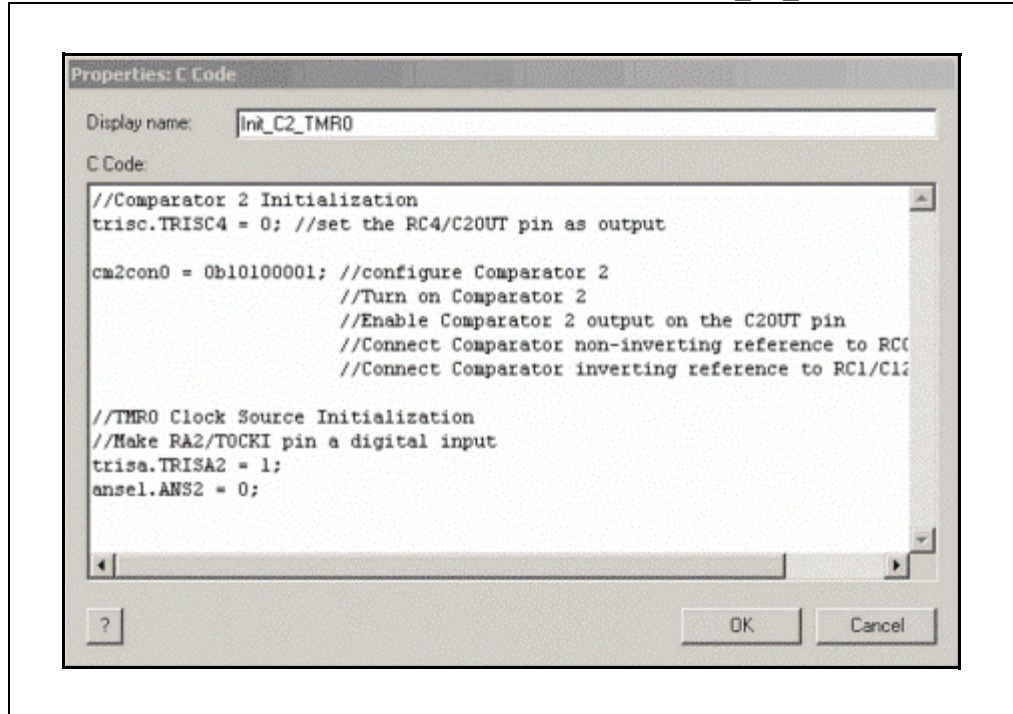 Properties: C Code
Display name: Init_C2_TMR0
C Code:
//Comparator 2 Initialization
trisc.TRISC4 = 0; //set the RC4/C2OUT pin as output
cm2con0 = 0b10100001; //configure Comparator 2
//Turn on Comparator 2
//Enable Comparator 2 output on the C2OUT pin
//Connect Comparator non-inverting reference to
//Connect Comparator inverting reference to RC1/C12
//TMR0 Clock Source Initialization
//Make RA2/T0CKI pin a digital input
trisa.TRISA2 = 1;
ansel.ANS2 = 0;
?
OK
Cancel